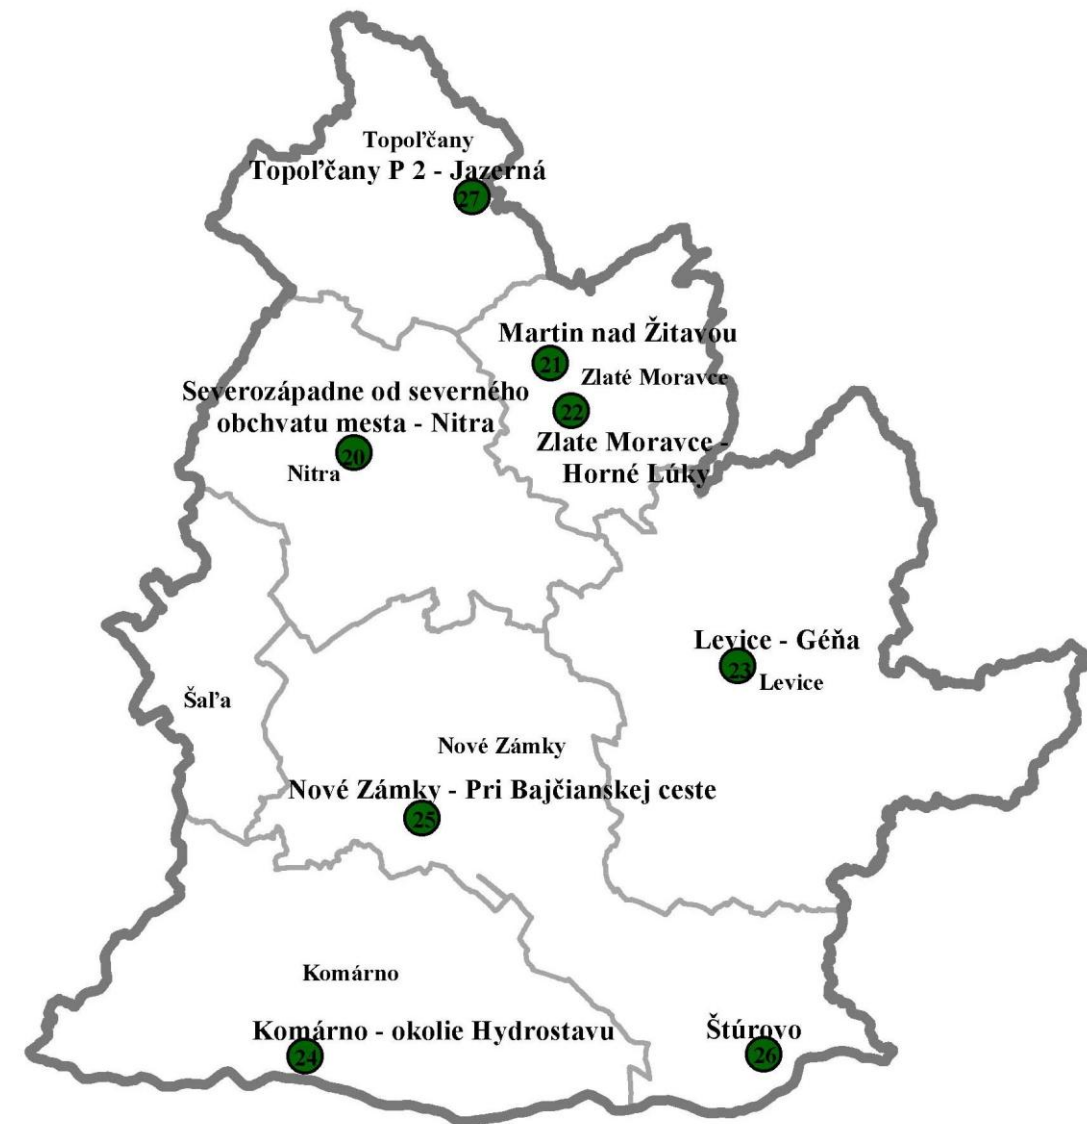 Topoľčany
Topoľčany P 2 - Jazerná
27
Martin nad Žitavou
21
Zlaté Moravce
Severozápadne od severného
obchvatu mesta - Nitra
22
Zlate Moravce -
Horné Lúky
20
Nitra
Levice - Géňa
23
Levice
Šaľa
Nové Zámky
Nové Zámky - Pri Bajčianskej ceste
25
Komárno
Komárno - okolie Hydrostavu
24
Štúrovo
26